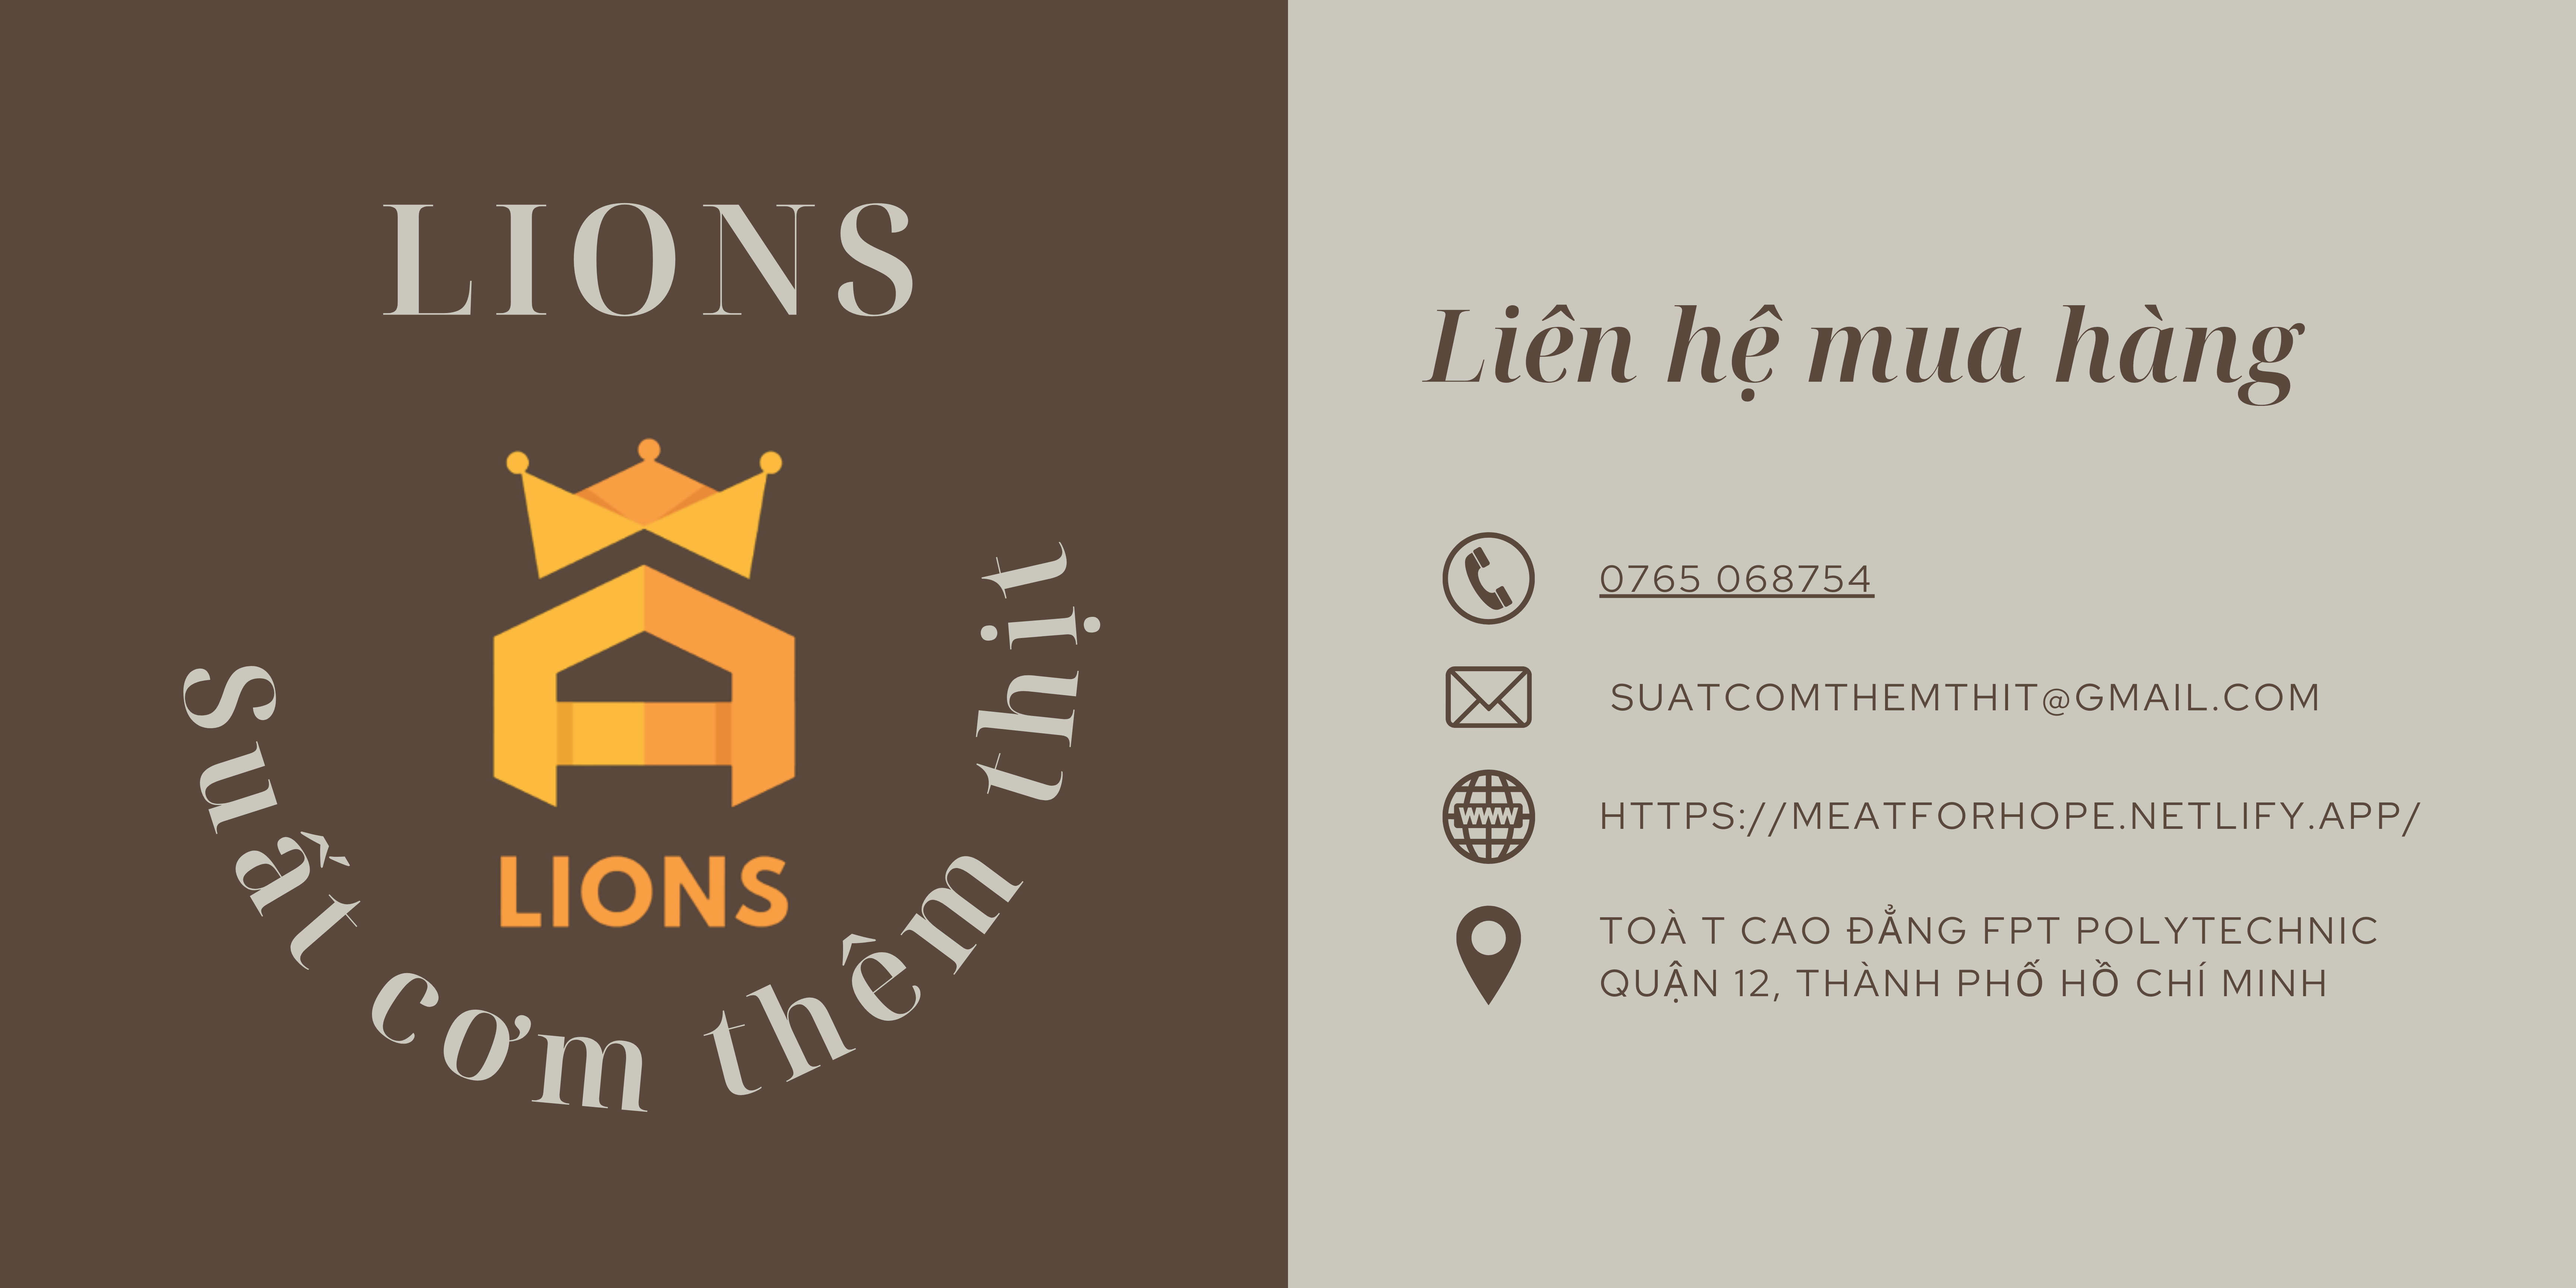 LIONS
LIONS
Suất cơm thêm thịt
Liên hệ mua hàng
0765 068754
SUATCOMTHEMTHIT@GMAIL.COM
WWW
HTTPS://MEATFORHOPE.NETLIFY.APP/
TOÀ T CAO ĐẲNG FPT POLYTECHNIC
QUẬN 12, THÀNH PHỐ HỒ CHÍ MINH